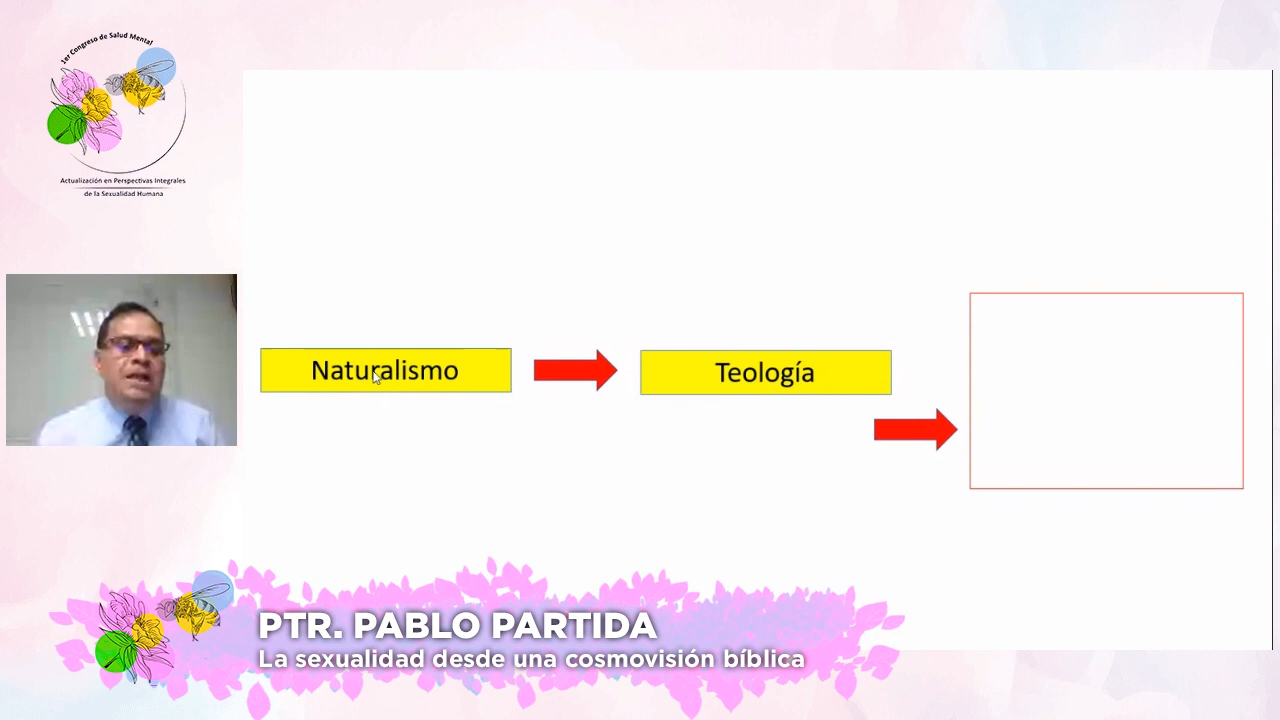 1er Congreso de Salud Mental
Actualización en Perspectivas Integrales
de la Sexualidad Humana
Naturalismo
Teología
PTR. PABLO PARTIDA
La sexualidad desde una cosmovisión bíblica